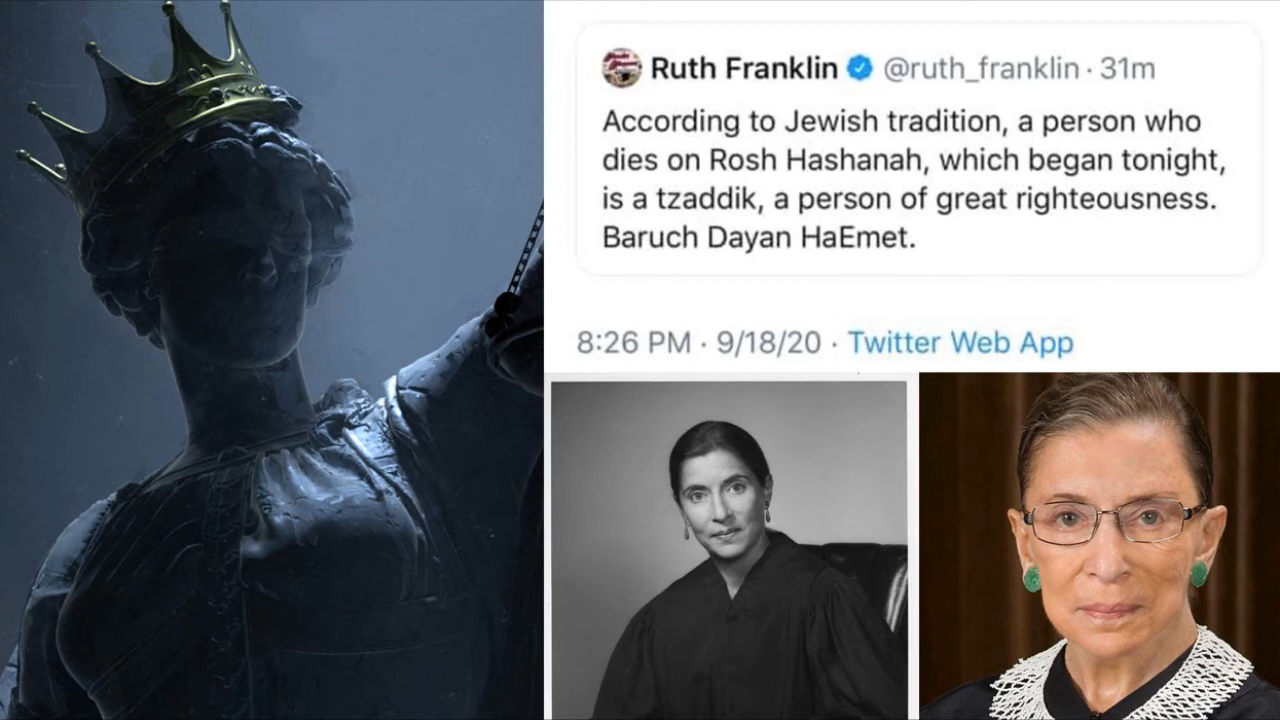 Ruth Franklin @ruth_franklin · 31m
According to Jewish tradition, a person who
dies on Rosh Hashanah, which began tonight,
is a tzaddik, a person of great righteousness.
Baruch Dayan HaEmet.
8:26 PM · 9/18/20 · Twitter Web App